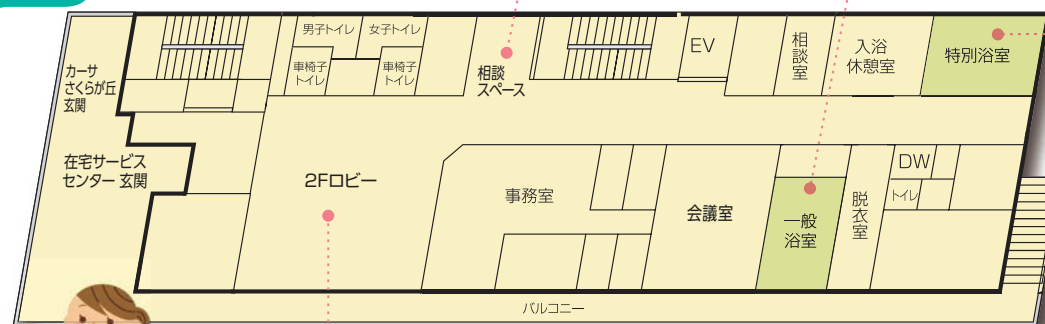 男子トイレ
女子トイレ
車椅子
トイレ
車椅子
トイレ
相談
スペース
EV
相
談
室
入浴
休憩室
特別浴室
カーサ
さくらが丘
玄関
在宅サービス
センター 玄関
2Fロビー
事務室
会議室
一般
浴室
脱
衣
室
DW
トイレ
バルコニー